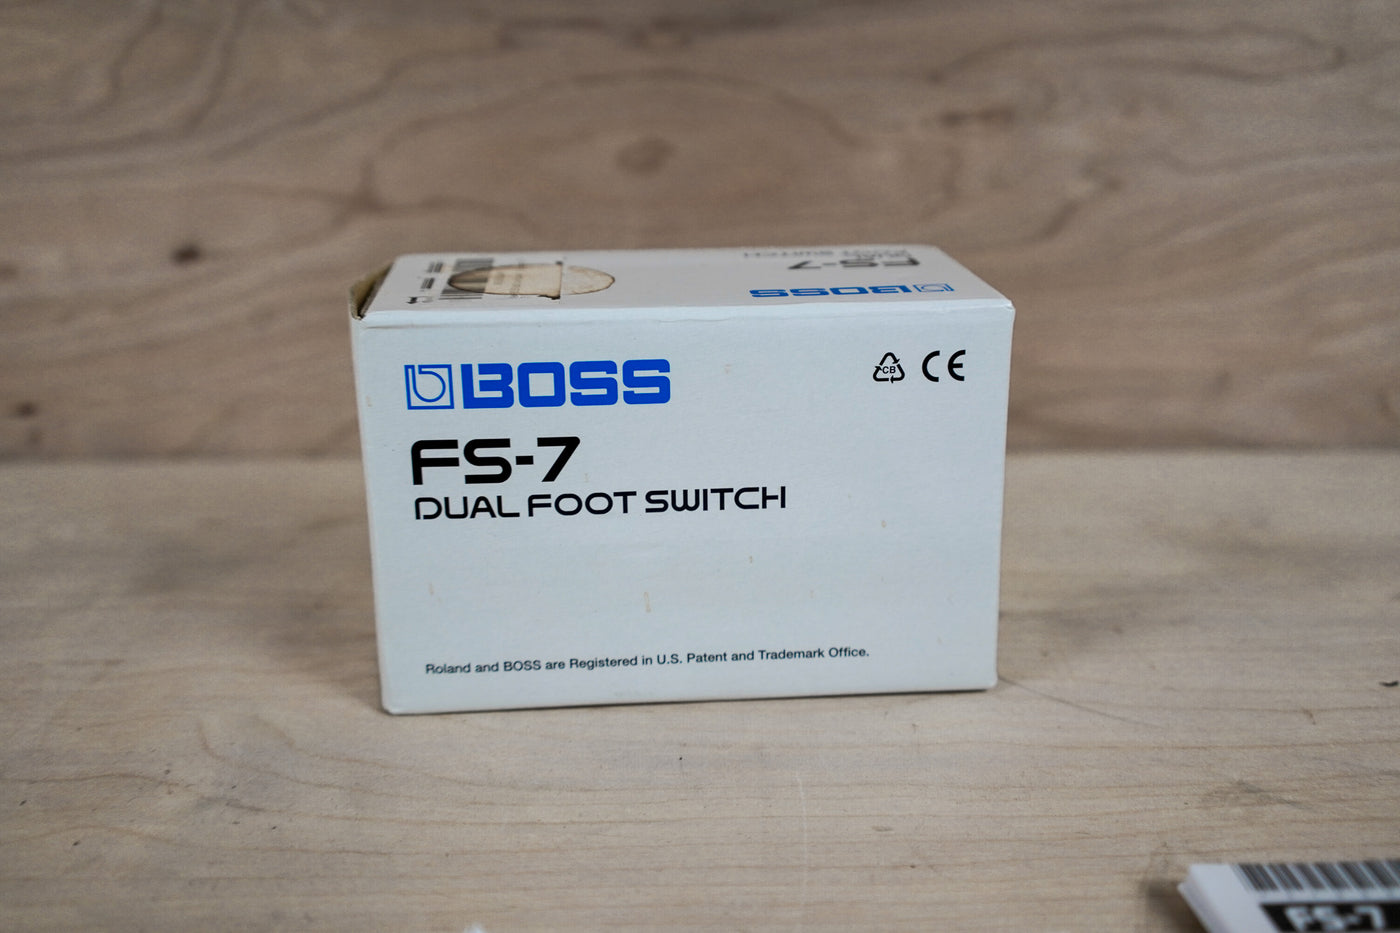 BOSS
FS-7
BOSS
CB CE
FS-7
DUAL FOOT SWITCH
Roland and BOSS are Registered in U.S. Patent and Trademark Office.
FS-7